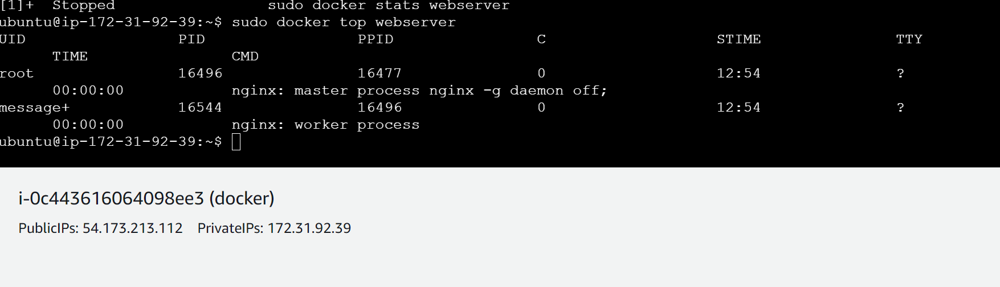 [1]+  Stopped                 sudo docker stats webserver
ubuntu@ip-172-31-92-39:~$ sudo docker top webserver
UID                 PID                 PPID                C                   STIME               TTY
      TIME                CMD
root                16496               16477               0                   12:54               ?
      00:00:00            nginx: master process nginx -g daemon off;
message+            16544               16496               0                   12:54               ?
      00:00:00            nginx: worker process
ubuntu@ip-172-31-92-39:~$
i-0c443616064098ee3 (docker)
PublicIPs: 54.173.213.112    PrivateIPs: 172.31.92.39